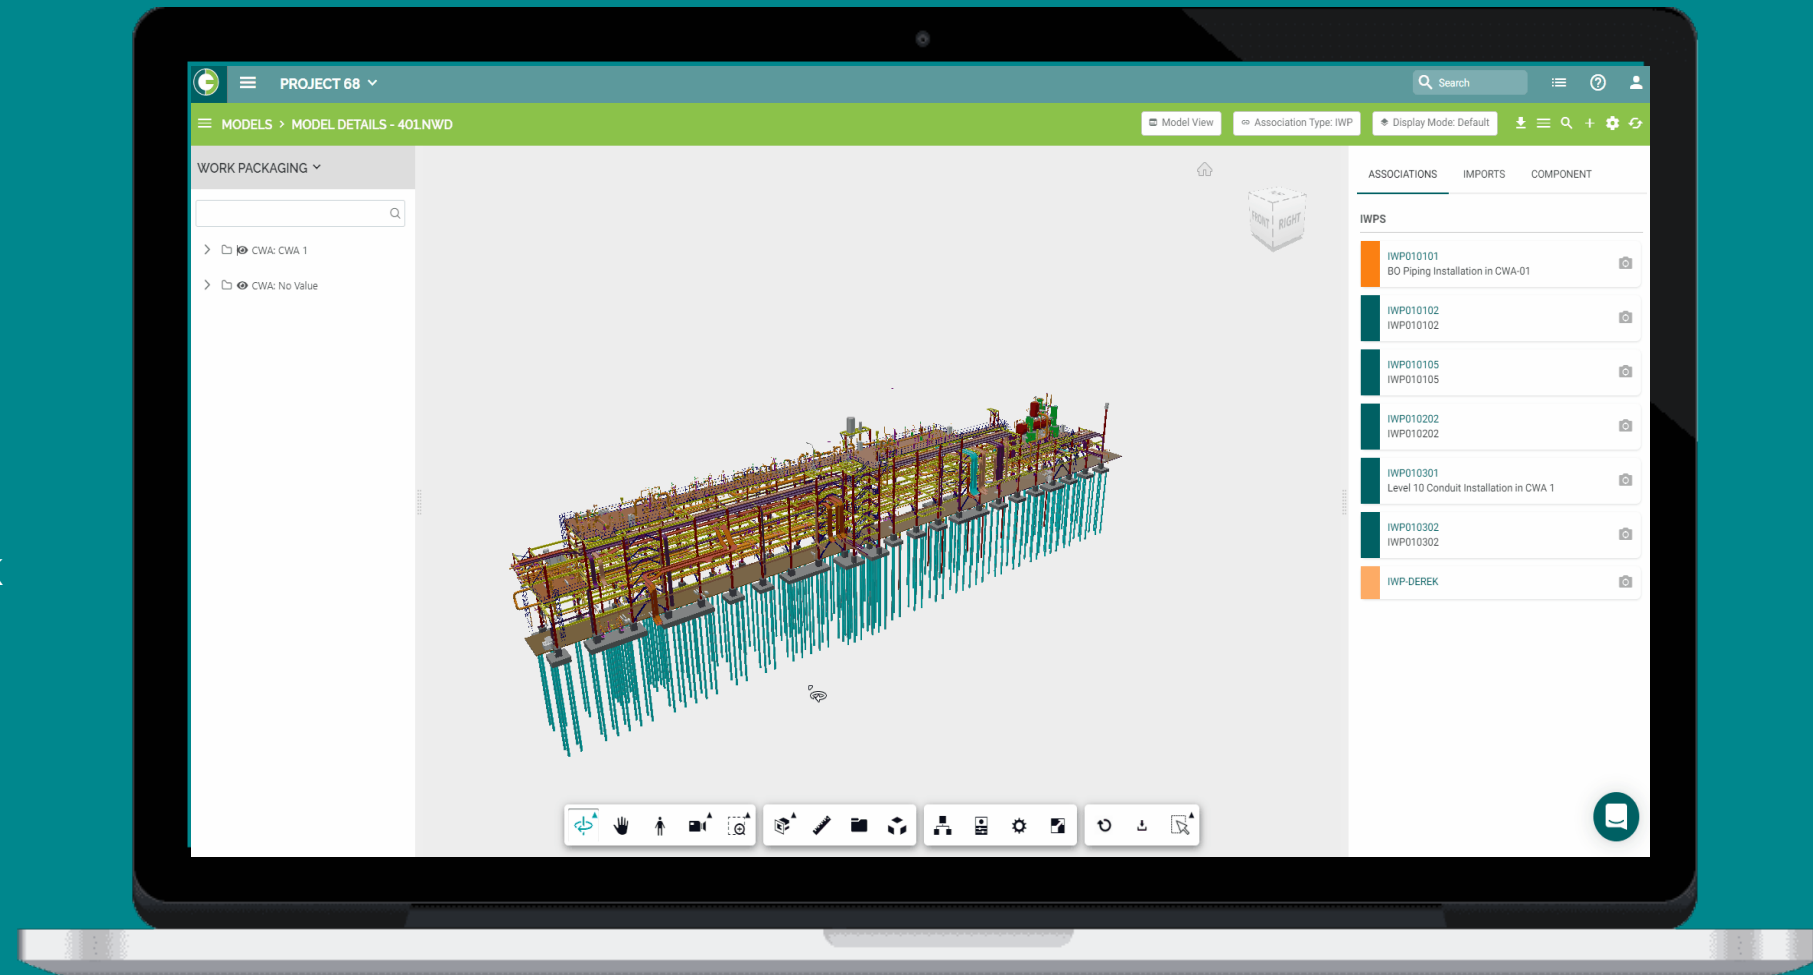 PROJECT 68
Search
MODELS > MODEL DETAILS - 401.NWD
Model View
Association Type: IWP
Display Mode: Default
WORK PACKAGING
CWA: CWA 1
CWA: No Value
FRONT
RIGHT
ASSOCIATIONS
IMPORTS
COMPONENT
IWPS
IWP010101
BO Piping Installation in CWA-01
IWP010102
IWP010102
IWP010105
IWP010105
IWP010202
IWP010202
IWP010301
Level 10 Conduit Installation in CWA 1
IWP010302
IWP010302
IWP-DEREK